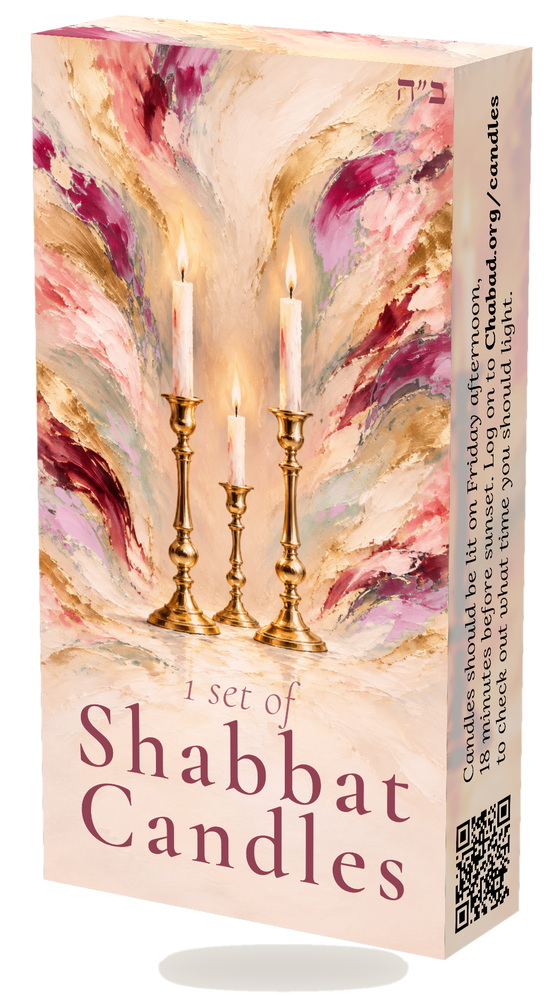 ב״ה
1 set of
Shabbat
Candles
Candles should be lit on Friday afternoon,
18 minutes before sunset. Log on to Chabad.org/candles
to check out what time you should light.